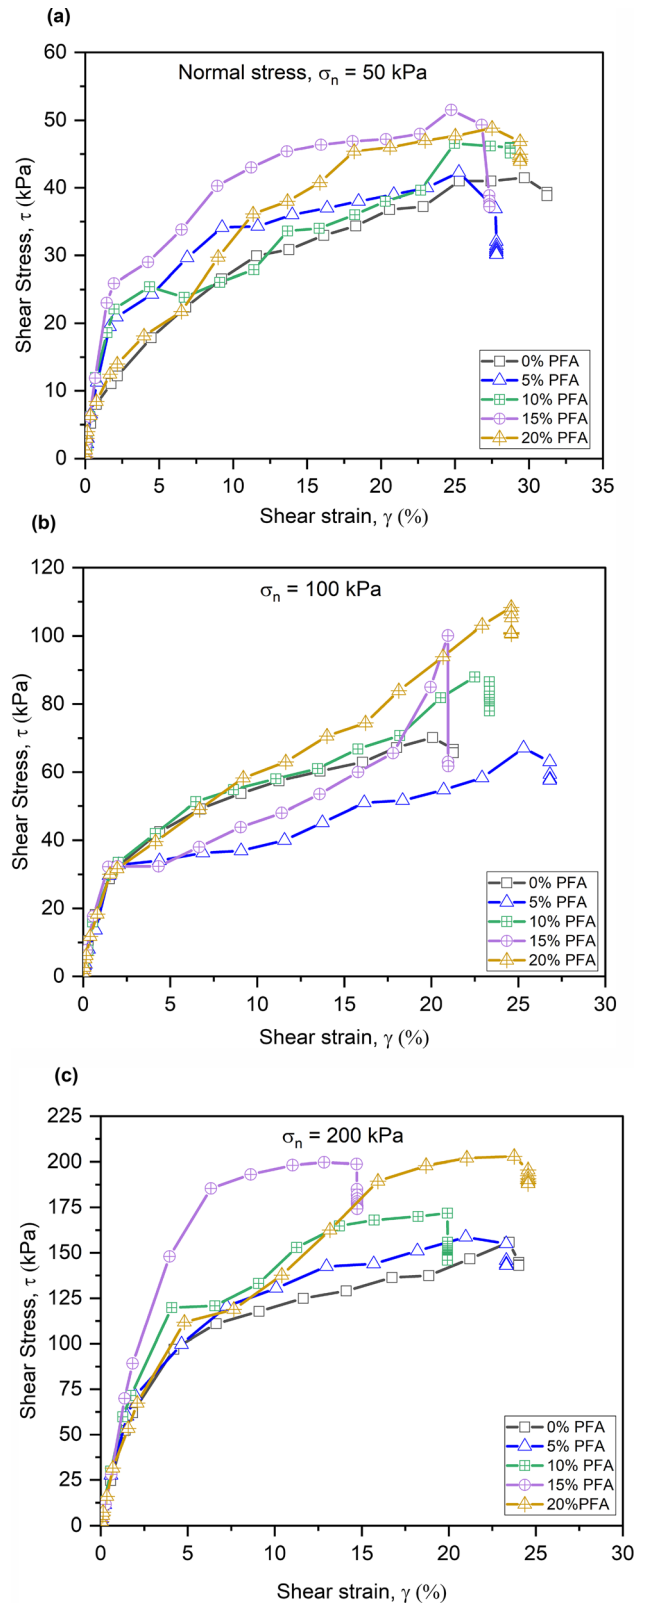 (a)
60
Normal stress, σn = 50 kPa
50
40
30
20
10
0
Shear Stress, τ (kPa)
0% PFA
5% PFA
10% PFA
15% PFA
20% PFA
0 5 10 15 20 25 30 35
Shear strain, γ (%)
(b)
120
σn = 100 kPa
100
80
60
40
20
0
Shear Stress, τ (kPa)
0% PFA
5% PFA
10% PFA
15% PFA
20% PFA
0 5 10 15 20 25 30
Shear strain, γ (%)
(c)
225
σn = 200 kPa
200
175
150
125
100
75
50
25
0
Shear Stress, τ (kPa)
0% PFA
5% PFA
10% PFA
15% PFA
20%PFA
0 5 10 15 20 25 30
Shear strain, γ (%)